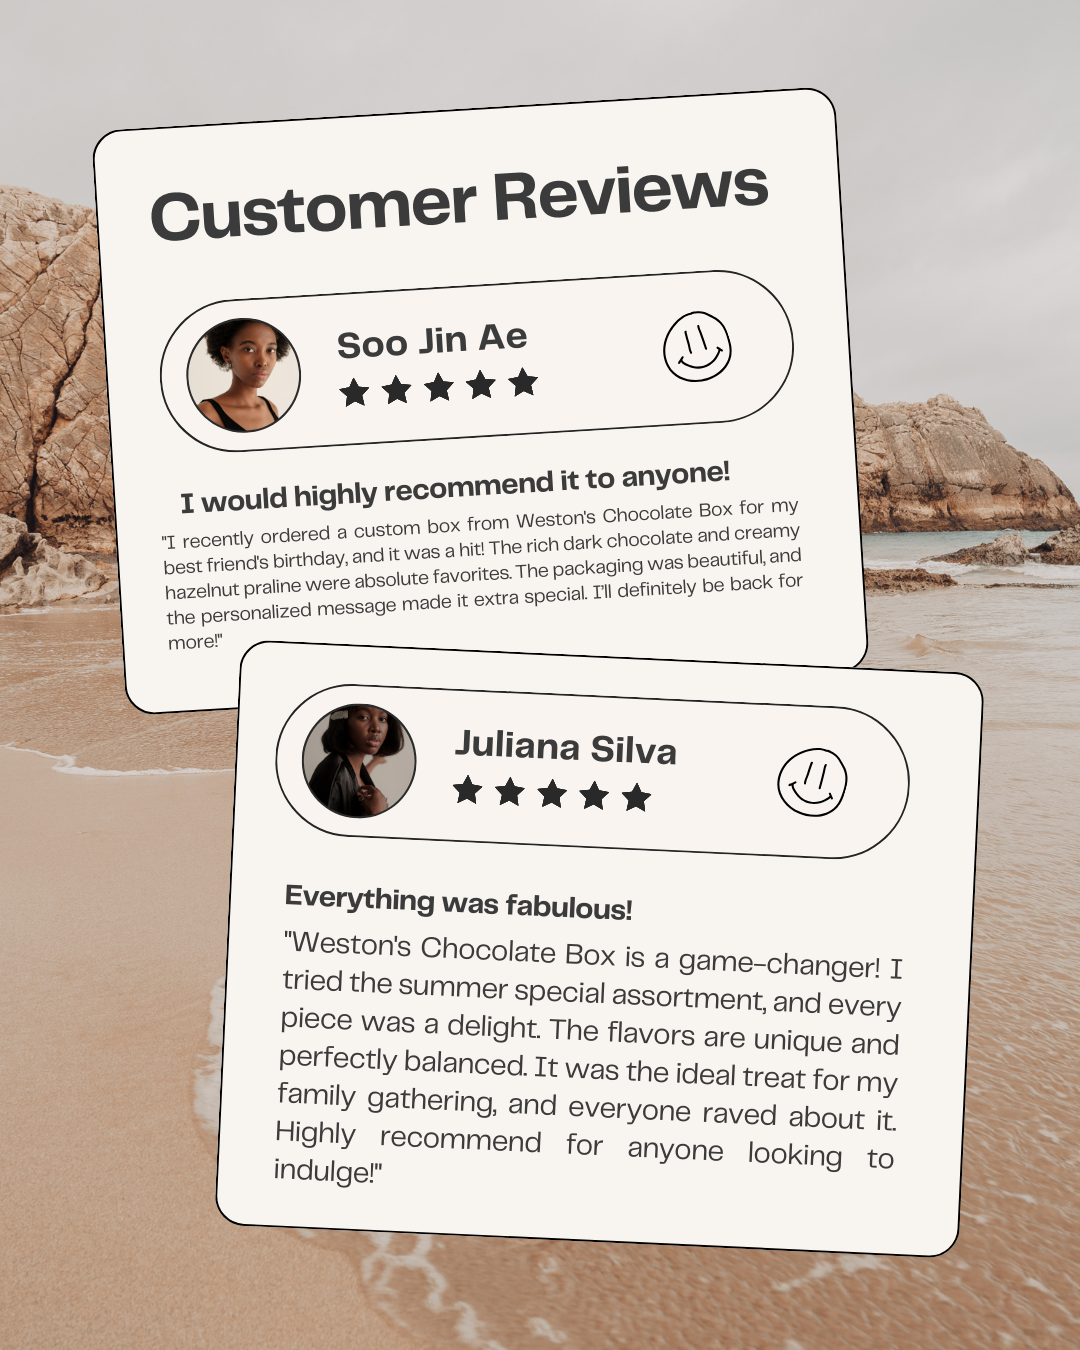 Customer Reviews
Soo Jin Ae
I would highly recommend it to anyone!
"I recently ordered a custom box from Weston's Chocolate Box for my
best friend's birthday, and it was a hit! The rich dark chocolate and creamy
hazelnut praline were absolute favorites. The packaging was beautiful, and
the personalized message made it extra special. I'll definitely be back for
more!"
Juliana Silva
Everything was fabulous!
"Weston's Chocolate Box is a game-changer! I
tried the summer special assortment, and every
piece was a delight. The flavors are unique and
perfectly balanced. It was the ideal treat for my
family gathering, and everyone raved about it.
Highly recommend for anyone looking to
indulge!"